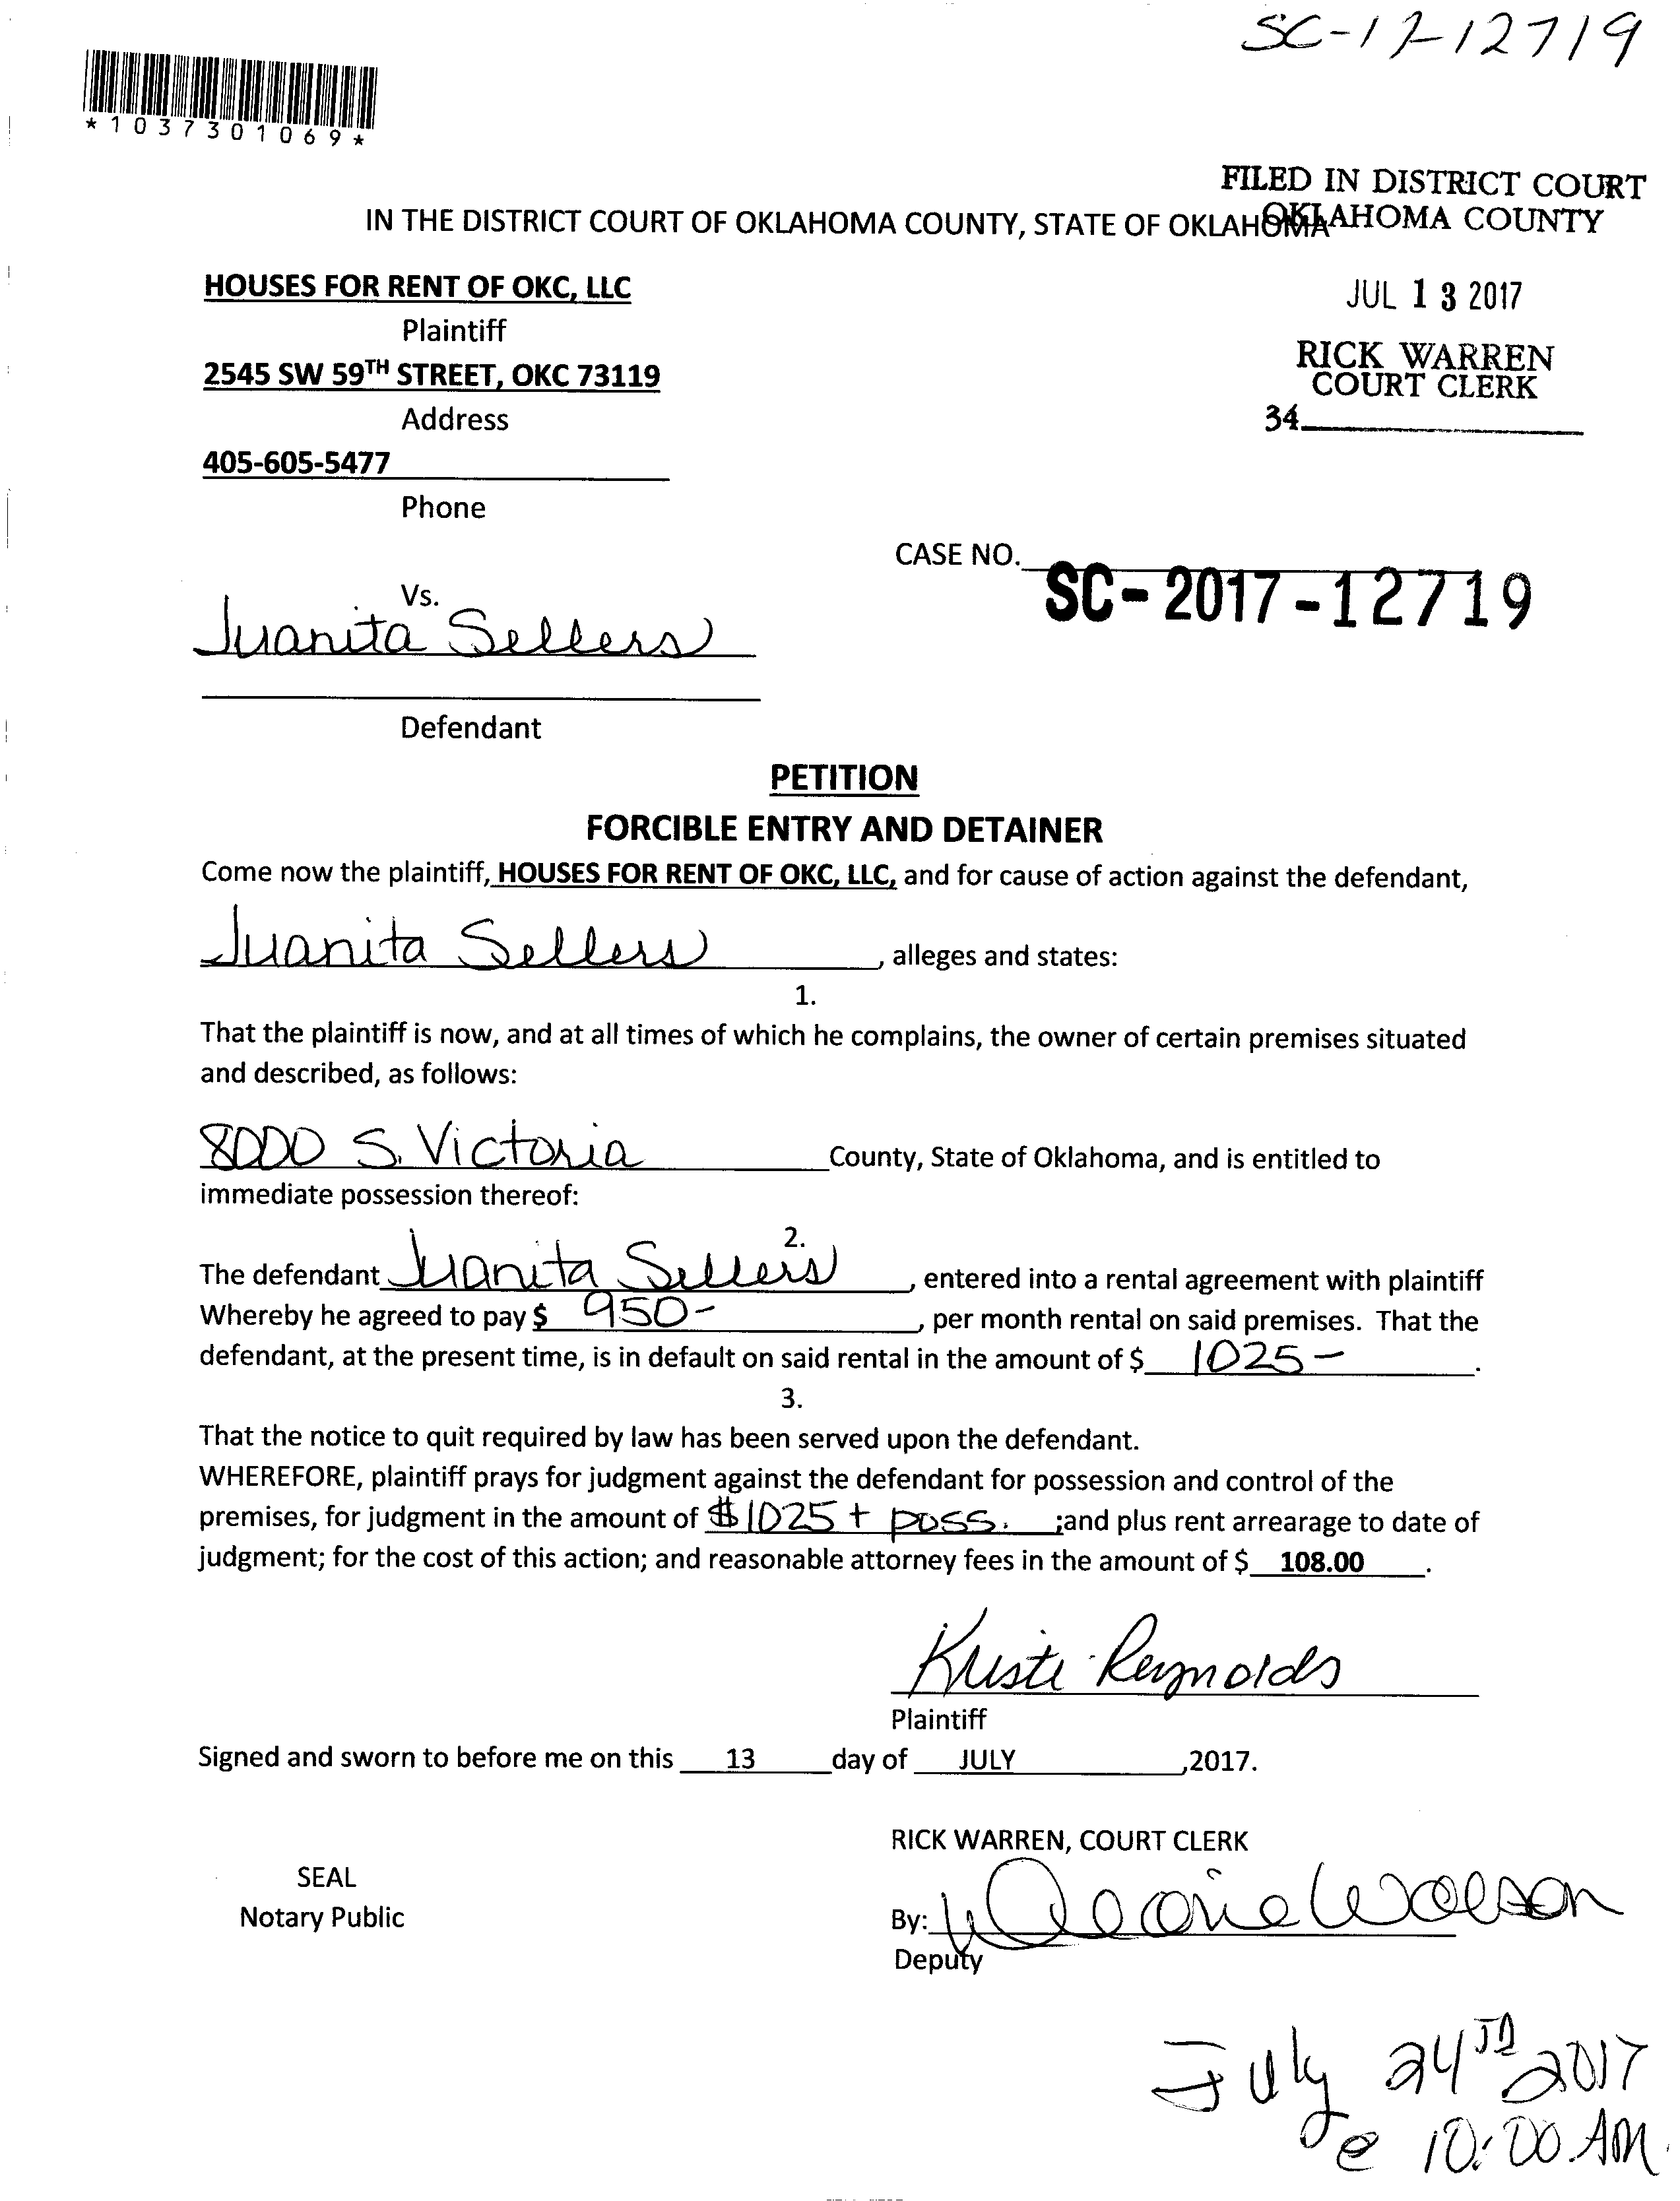 SC-17-12719
*1037301069*
FILED IN DISTRICT COURT
OKLAHOMA COUNTY
IN THE DISTRICT COURT OF OKLAHOMA COUNTY, STATE OF OKLAHOMA
HOUSES FOR RENT OF OKC, LLC
JUL 13 2017
Plaintiff
RICK WARREN
COURT CLERK
2545 SW 59TH STREET, OKC 73119
Address
34
405-605-5477
Phone
CASE NO. SC-2017-12719
Vs.
Juanita Sellers
Defendant
PETITION
FORCIBLE ENTRY AND DETAINER
Come now the plaintiff, HOUSES FOR RENT OF OKC, LLC, and for cause of action against the defendant,
Juanita Sellers, alleges and states:
1.
That the plaintiff is now, and at all times of which he complains, the owner of certain premises situated
and described, as follows:
8000 S. Victoria County, State of Oklahoma, and is entitled to
immediate possession thereof:
2.
The defendant Juanita Sellers, entered into a rental agreement with plaintiff
Whereby he agreed to pay $ 950-, per month rental on said premises. That the
defendant, at the present time, is in default on said rental in the amount of $ 1025-.
3.
That the notice to quit required by law has been served upon the defendant.
WHEREFORE, plaintiff prays for judgment against the defendant for possession and control of the
premises, for judgment in the amount of $1025 + poss. ;and plus rent arrearage to date of
judgment; for the cost of this action; and reasonable attorney fees in the amount of $ 108.00.
Kristi Reynolds
Plaintiff
Signed and sworn to before me on this 13 day of JULY ,2017.
RICK WARREN, COURT CLERK
SEAL
Notary Public
By:
Deputy
July 24th 2017
@ 10:00 AM